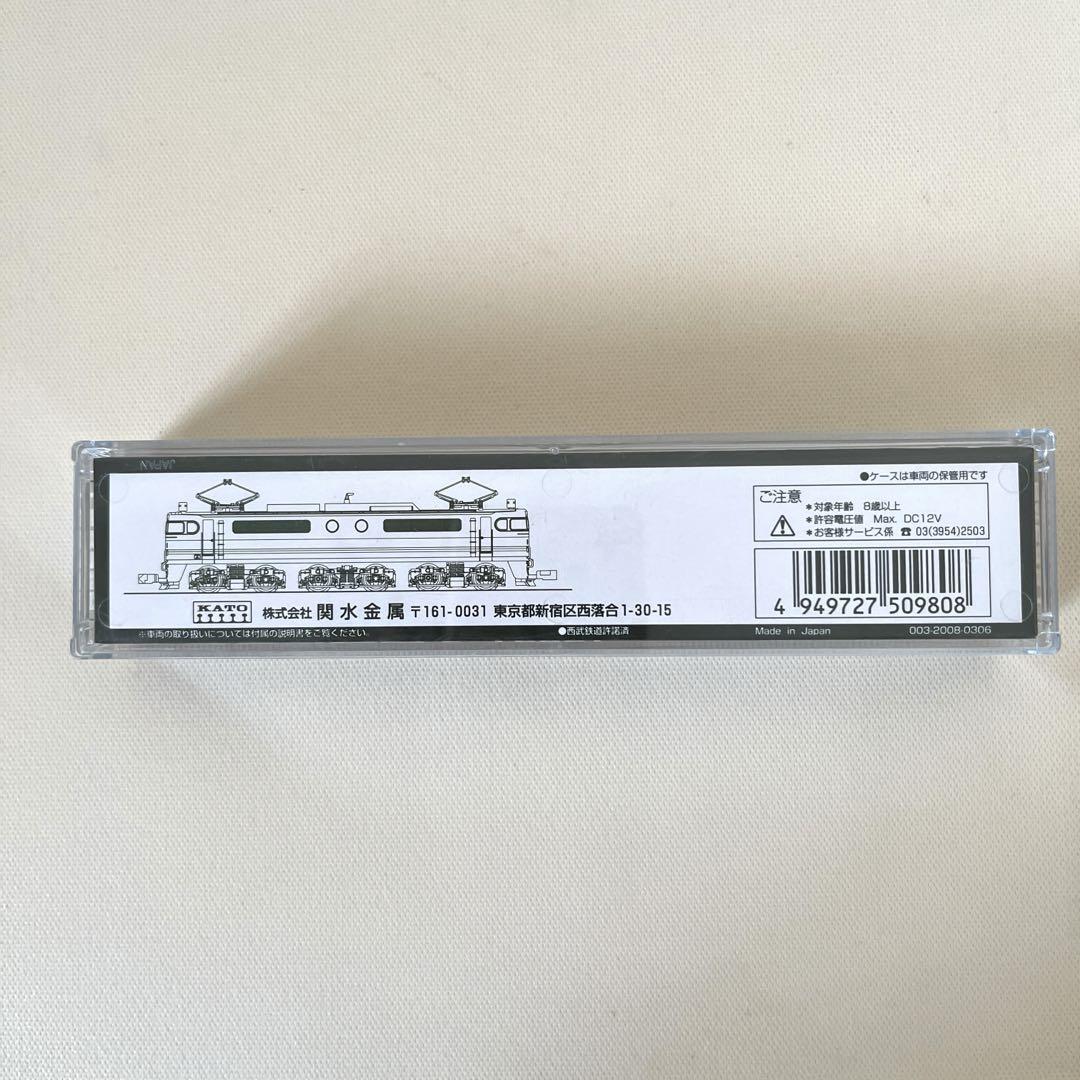 JAPAN
●ケースは車両の保管用です
ご注意
*対象年齢 8歳以上
*許容電圧値 Max. DC12V
*お客様サービス係 ☎ 03(3954)2503
4 949727 509808
KATO
株式会社 関水金属 〒161-0031 東京都新宿区西落合1-30-15
※車両の取り扱いについては付属の説明書をご覧ください。
●西武鉄道許諾済
Made in Japan
003-2008-0306